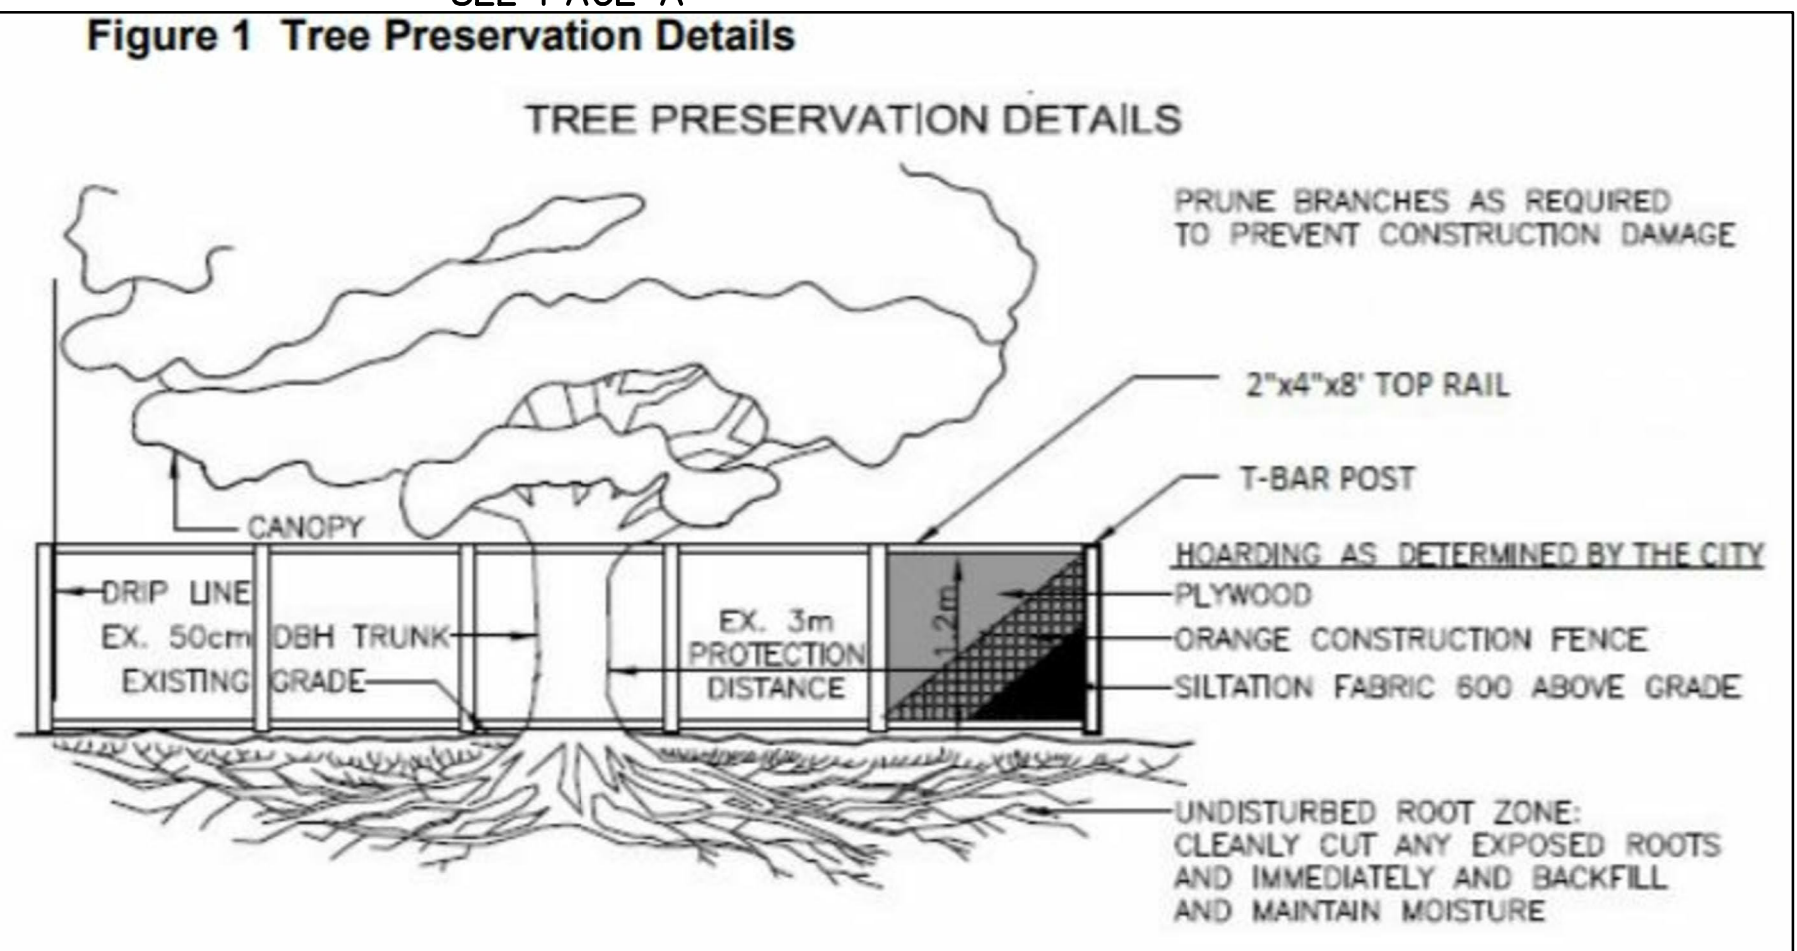 SEE PAGE A
Figure 1 Tree Preservation Details
TREE PRESERVATION DETAILS
PRUNE BRANCHES AS REQUIRED
TO PREVENT CONSTRUCTION DAMAGE
2"x4"x8' TOP RAIL
T-BAR POST
CANOPY
HOARDING AS DETERMINED BY THE CITY
DRIP LINE
PLYWOOD
EX. 50cm DBH TRUNK
EX. 3m
PROTECTION
DISTANCE
1.2m
ORANGE CONSTRUCTION FENCE
EXISTING GRADE
SILTATION FABRIC 600 ABOVE GRADE
UNDISTURBED ROOT ZONE:
CLEANLY CUT ANY EXPOSED ROOTS
AND IMMEDIATELY AND BACKFILL
AND MAINTAIN MOISTURE